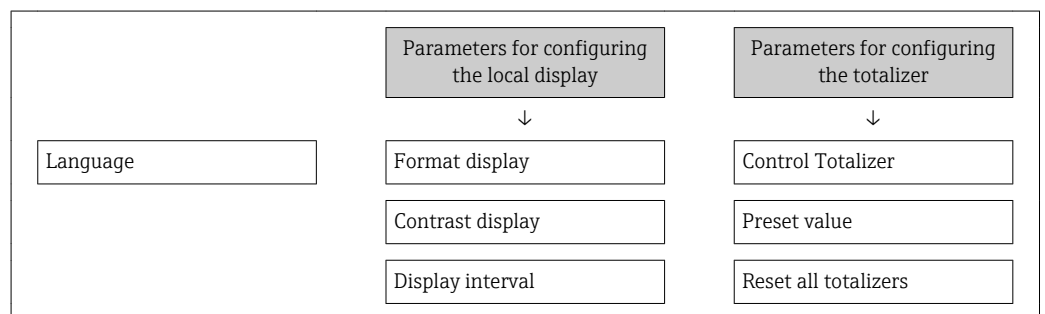 Parameters for configuring
the local display
Parameters for configuring
the totalizer
↓
↓
Language
Format display
Control Totalizer
Contrast display
Preset value
Display interval
Reset all totalizers